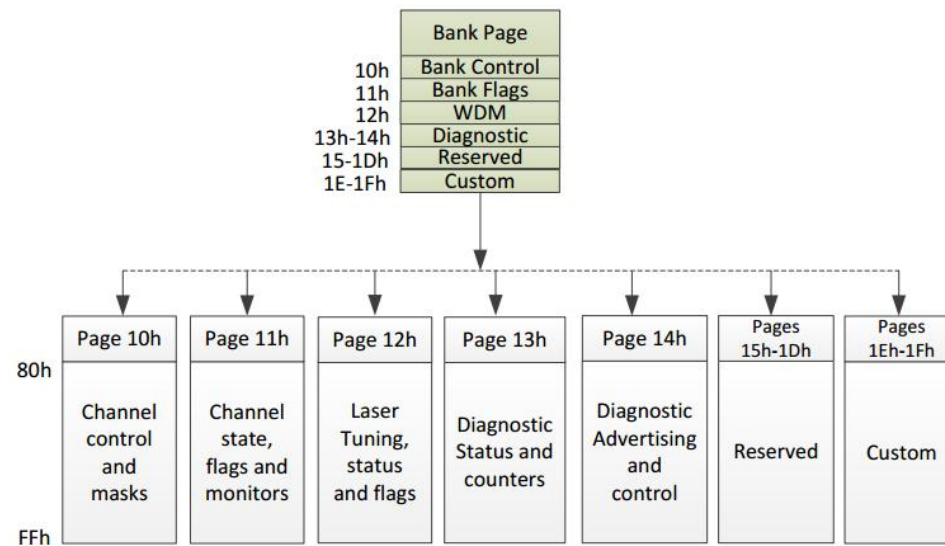 Bank Page
10h Bank Control
11h Bank Flags
12h WDM
13h-14h Diagnostic
15-1Dh Reserved
1E-1Fh Custom
Page 10h
Page 11h
Page 12h
Page 13h
Page 14h
Pages
15h-1Dh
Pages
1Eh-1Fh
80h
Channel
control
and
masks
Channel
state,
flags and
monitors
Laser
Tuning,
status
and flags
Diagnostic
Status and
counters
Diagnostic
Advertising
and
control
Reserved
Custom
FFh